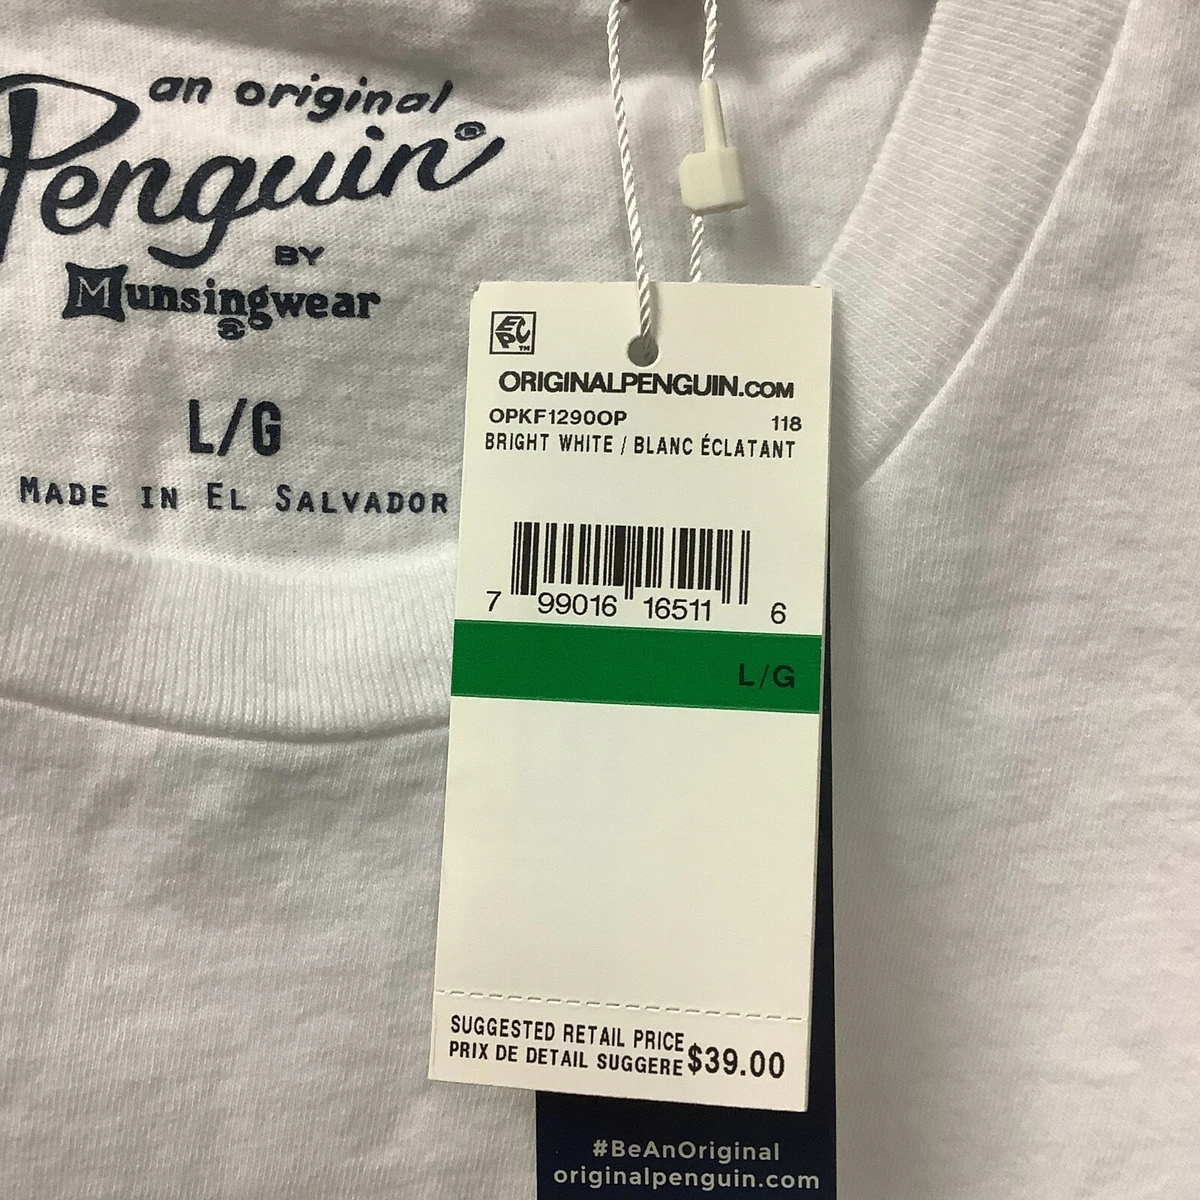 an original
Penguin®
BY
Munsingwear
®
L/G
MADE IN EL SALVADOR
EPC™
ORIGINALPENGUIN.COM
OPKF1290OP 118
BRIGHT WHITE / BLANC ÉCLATANT
7 99016 16511 6
L/G
SUGGESTED RETAIL PRICE
PRIX DE DETAIL SUGGERE $39.00
#BeAnOriginal
originalpenguin.com